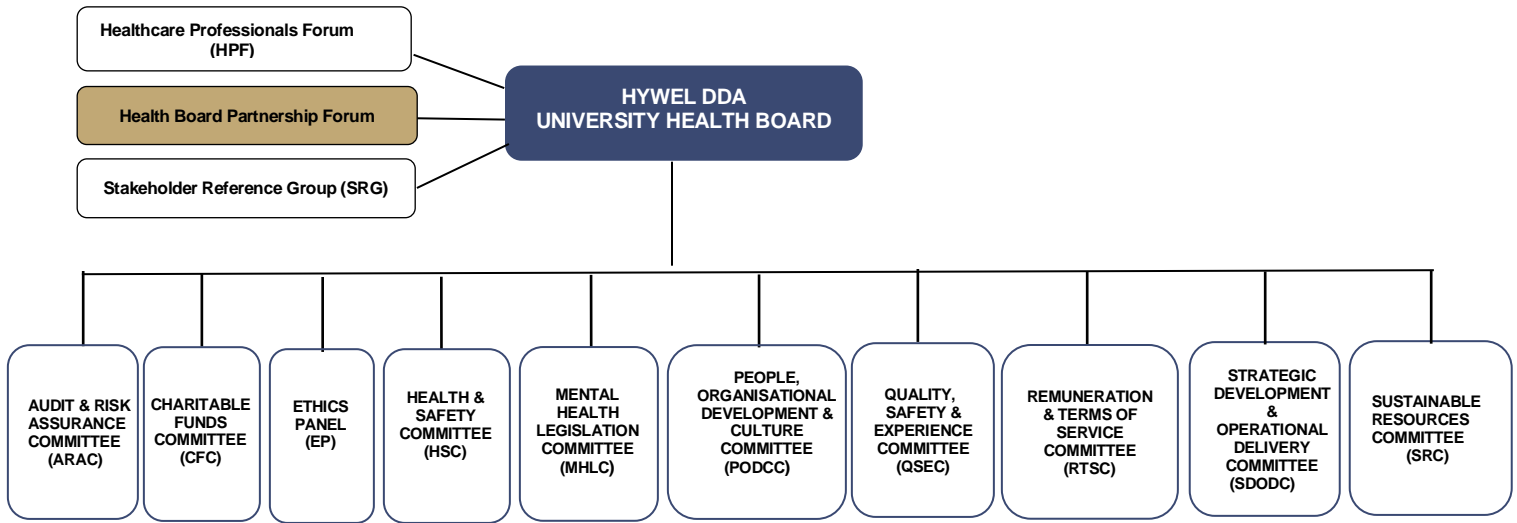 Healthcare Professionals Forum
(HPF)
Health Board Partnership Forum
Stakeholder Reference Group (SRG)
HYWEL DDA
UNIVERSITY HEALTH BOARD
AUDIT & RISK
ASSURANCE
COMMITTEE
(ARAC)
CHARITABLE
FUNDS
COMMITTEE
(CFC)
ETHICS
PANEL
(EP)
HEALTH &
SAFETY
COMMITTEE
(HSC)
MENTAL
HEALTH
LEGISLATION
COMMITTEE
(MHLC)
PEOPLE,
ORGANISATIONAL
DEVELOPMENT &
CULTURE
COMMITTEE
(PODCC)
QUALITY,
SAFETY &
EXPERIENCE
COMMITTEE
(QSEC)
REMUNERATION
& TERMS OF
SERVICE
COMMITTEE
(RTSC)
STRATEGIC
DEVELOPMENT
&
OPERATIONAL
DELIVERY
COMMITTEE
(SDODC)
SUSTAINABLE
RESOURCES
COMMITTEE
(SRC)